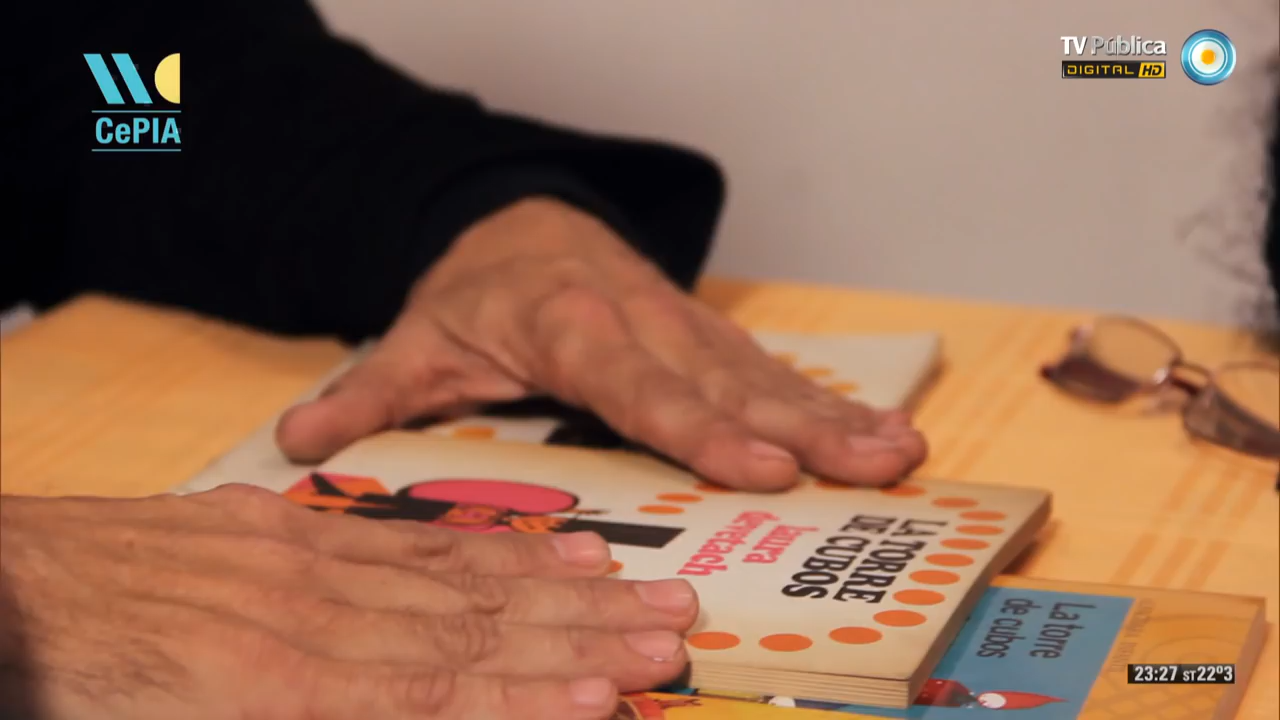 CePIA
TV Pública
DIGITAL HD
LA TORRE
DE CUBOS
laura
devetach
La torre
de cubos
23:27 ST 22º3